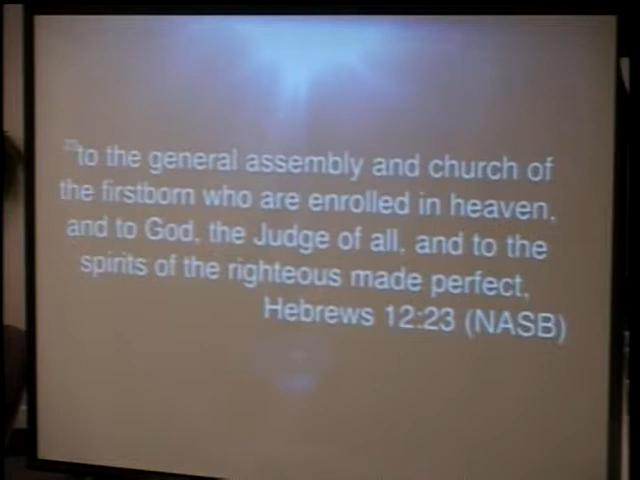 23to the general assembly and church of
the firstborn who are enrolled in heaven,
and to God, the Judge of all, and to the
spirits of the righteous made perfect,
Hebrews 12:23 (NASB)